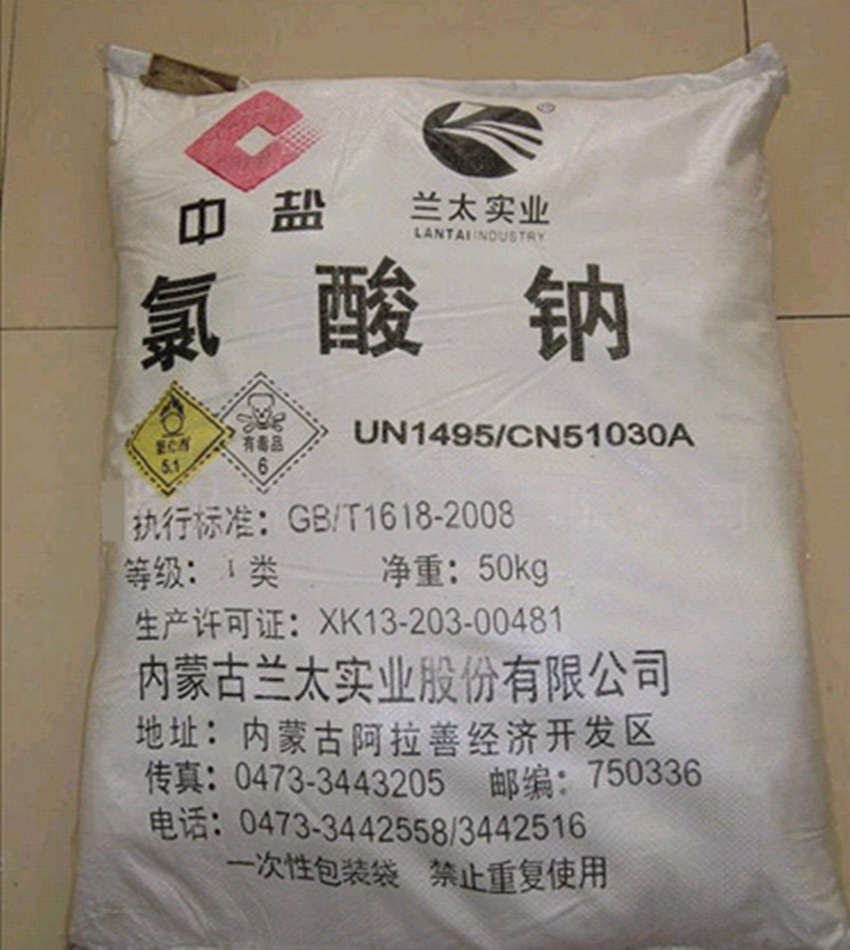 中盐 兰太实业®
LANTAI INDUSTRY
氯酸钠
5.1 有毒品 6 UN1495/CN51030A
执行标准：GB/T1618-2008
等级：I类 净重：50kg
生产许可证：XK13-203-00481
内蒙古兰太实业股份有限公司
地址：内蒙古阿拉善经济开发区
传真：0473-3443205 邮编：750336
电话：0473-3442558/3442516
一次性包装袋 禁止重复使用